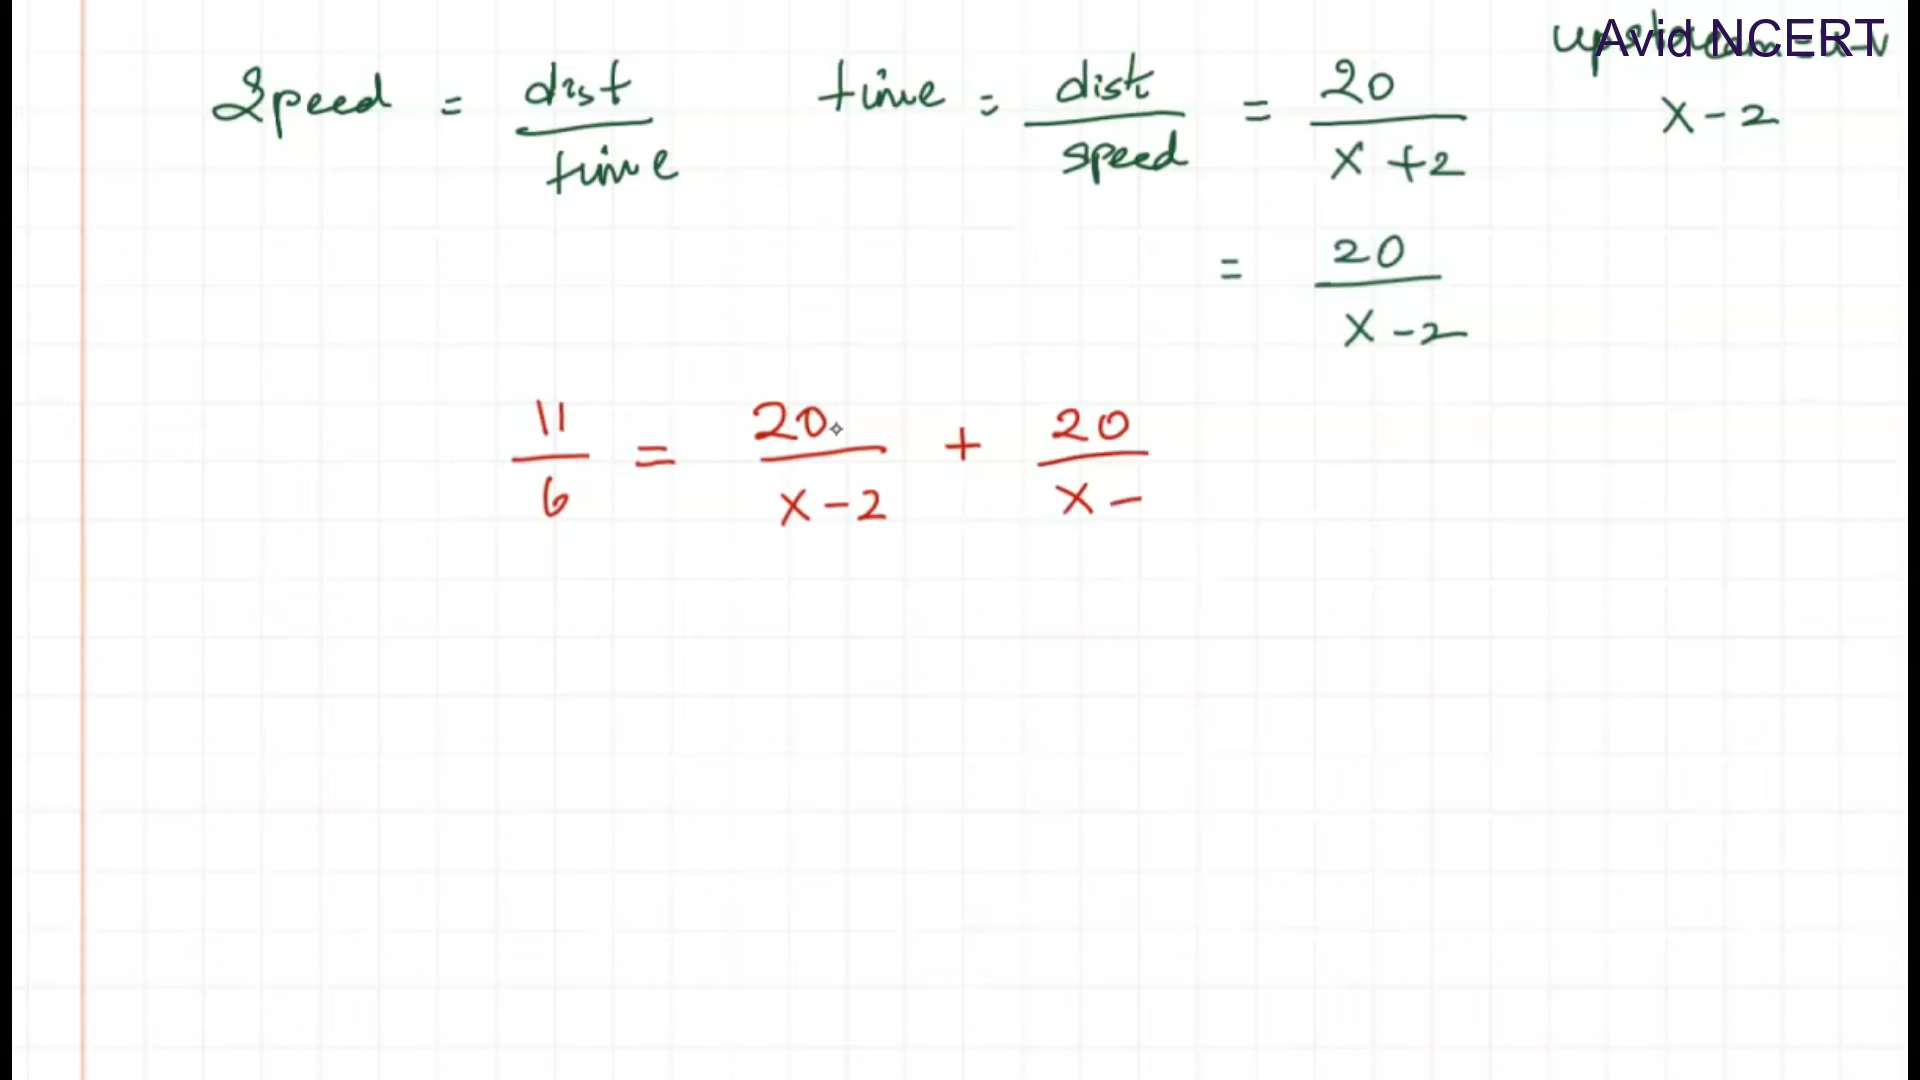 Avid NCERT
Speed = dist / time    time = dist / speed = 20 / x + 2    x - 2
= 20 / x - 2
11 / 6 = 20 / x - 2 + 20 / x -